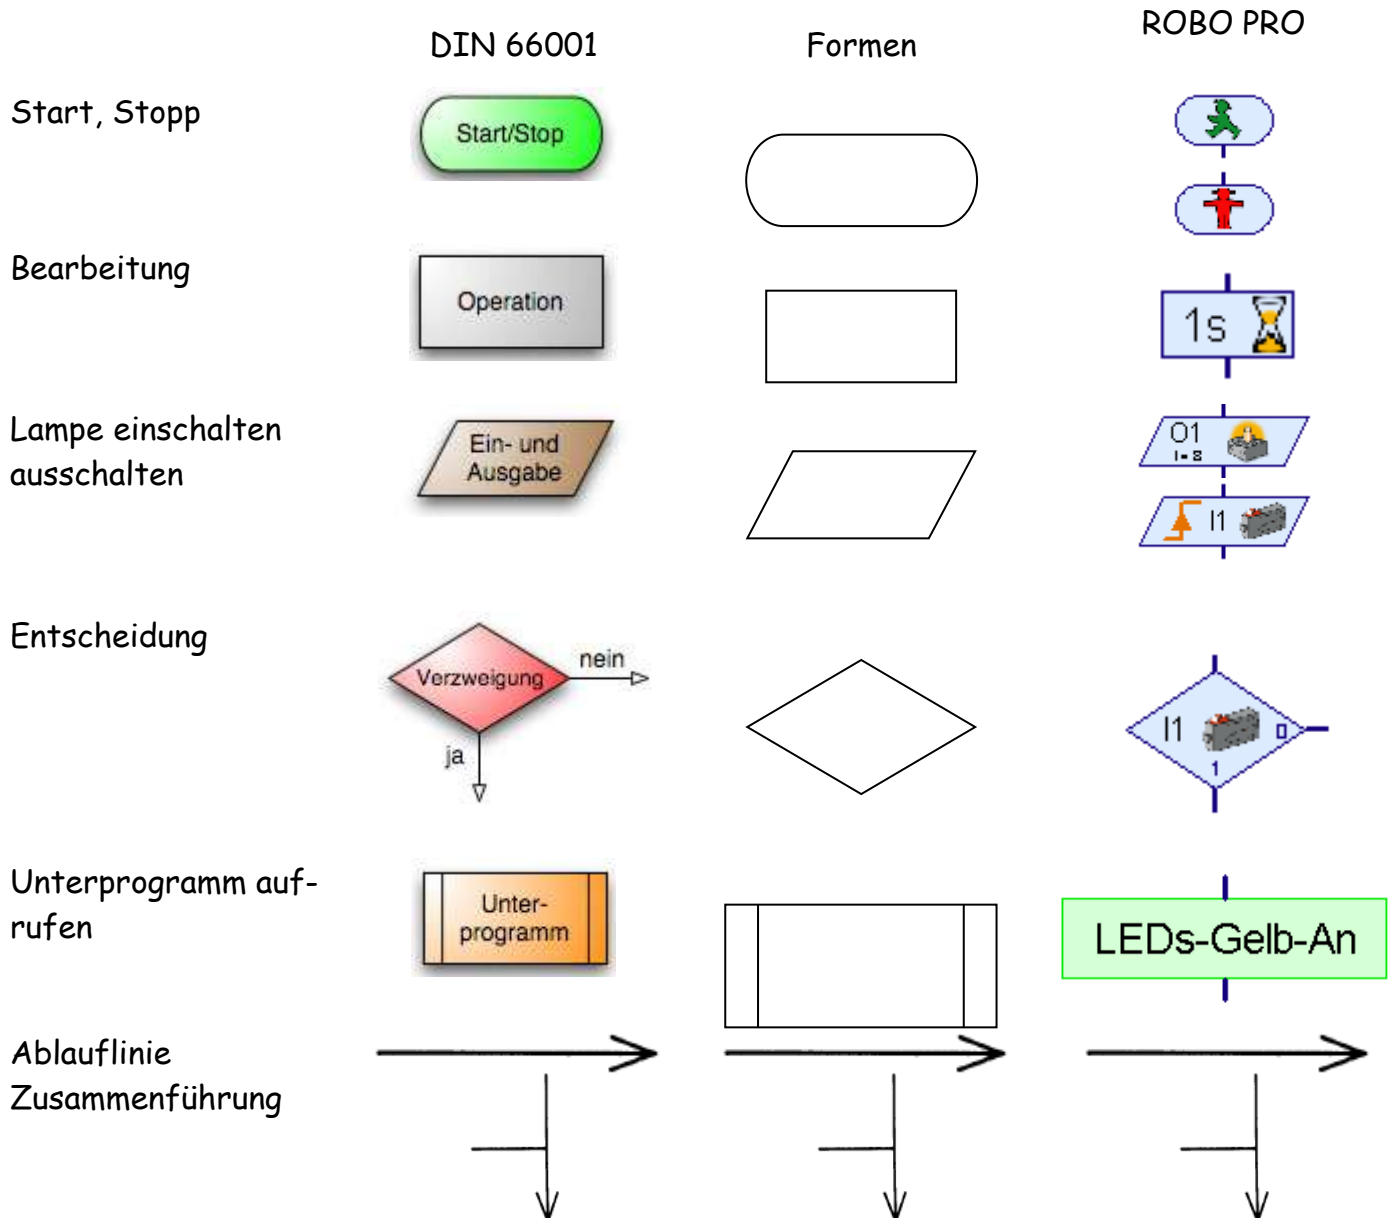 DIN 66001
Formen
ROBO PRO
Start, Stopp
Start/Stop
Bearbeitung
Operation
1s
Lampe einschalten
ausschalten
Ein- und
Ausgabe
O1
I=8
I1
Entscheidung
Verzweigung
nein
ja
I1
0
1
Unterprogramm auf-
rufen
Unter-
programm
LEDs-Gelb-An
Ablauflinie
Zusammenführung